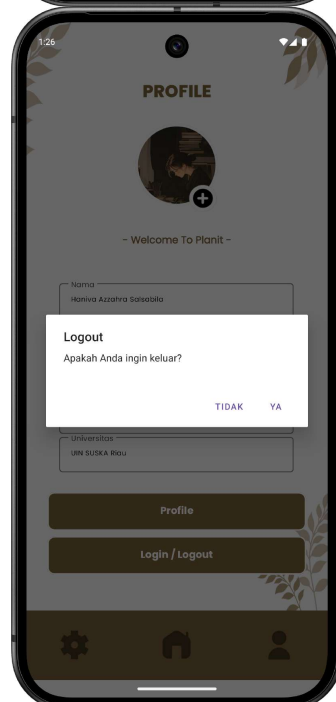 1:26
PROFILE
- Welcome To Planit -
Nama
Haniva Azzahra Salsabila
Logout
Apakah Anda ingin keluar?
TIDAK YA
Universitas
UIN SUSKA Riau
Profile
Login / Logout